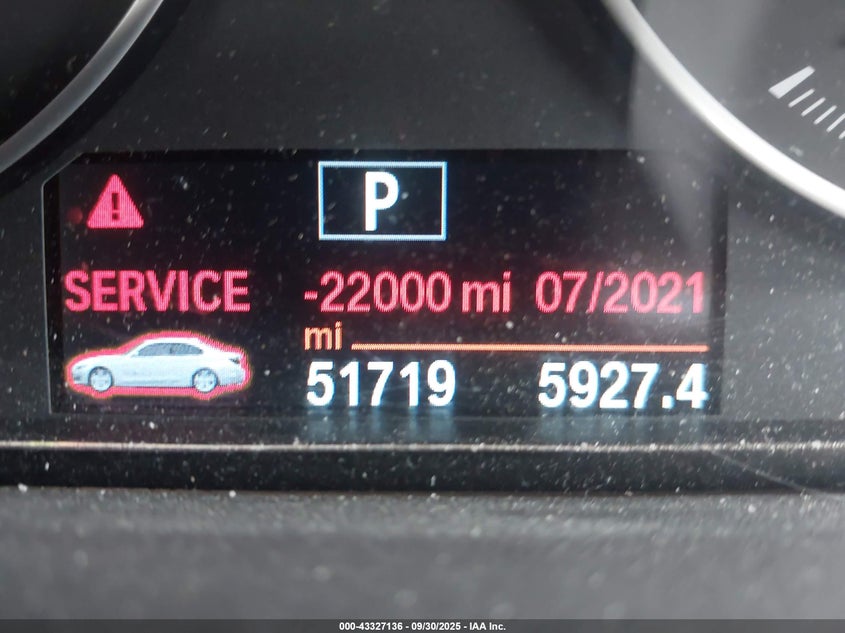 P
SERVICE -22000 mi 07/2021
mi
51719 5927.4
000-43327136 - 09/30/2025 - IAA Inc.